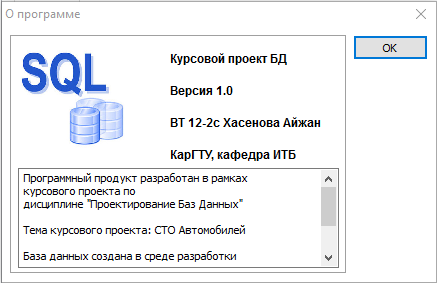 О программе
OK
SQL
Курсовой проект БД
Версия 1.0
ВТ 12-2с Хасенова Айжан
КарГТУ, кафедра ИТБ
Программный продукт разработан в рамках
курсового проекта по
дисциплине "Проектирование Баз Данных"
Тема курсового проекта: СТО Автомобилей
База данных создана в среде разработки